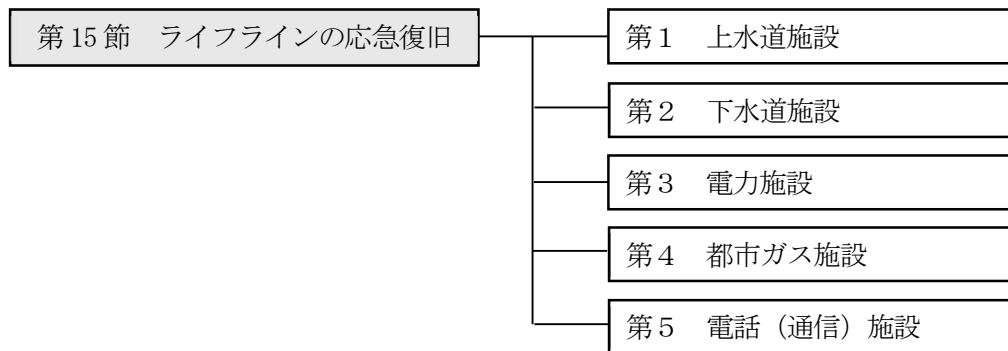 第15節　ライフラインの応急復旧
第１　上水道施設
第２　下水道施設
第３　電力施設
第４　都市ガス施設
第５　電話（通信）施設